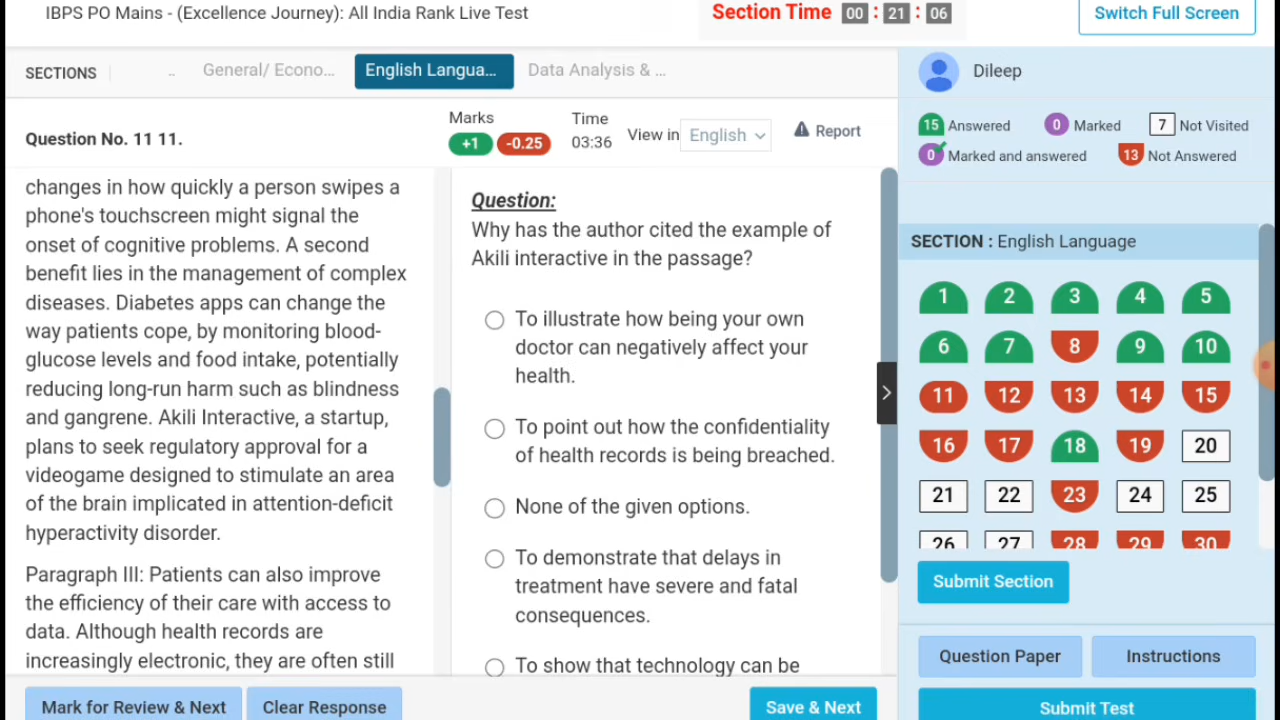 IBPS PO Mains - (Excellence Journey): All India Rank Live Test
Section Time 00 : 21 : 06
Switch Full Screen
SECTIONS
..
General/ Econo...
English Langua...
Data Analysis & ...
Dileep
Question No. 11 11.
Marks
+1 -0.25
Time
03:36
View in English
Report
15 Answered
0 Marked
7 Not Visited
0 Marked and answered
13 Not Answered
changes in how quickly a person swipes a
phone's touchscreen might signal the
onset of cognitive problems. A second
benefit lies in the management of complex
diseases. Diabetes apps can change the
way patients cope, by monitoring blood-
glucose levels and food intake, potentially
reducing long-run harm such as blindness
and gangrene. Akili Interactive, a startup,
plans to seek regulatory approval for a
videogame designed to stimulate an area
of the brain implicated in attention-deficit
hyperactivity disorder.
Paragraph III: Patients can also improve
the efficiency of their care with access to
data. Although health records are
increasingly electronic, they are often still
Question:
Why has the author cited the example of
Akili interactive in the passage?
To illustrate how being your own
doctor can negatively affect your
health.
To point out how the confidentiality
of health records is being breached.
None of the given options.
To demonstrate that delays in
treatment have severe and fatal
consequences.
To show that technology can be
SECTION : English Language
1 2 3 4 5
6 7 8 9 10
11 12 13 14 15
16 17 18 19 20
21 22 23 24 25
26 27 28 29 30
Submit Section
Question Paper
Instructions
Mark for Review & Next
Clear Response
Save & Next
Submit Test